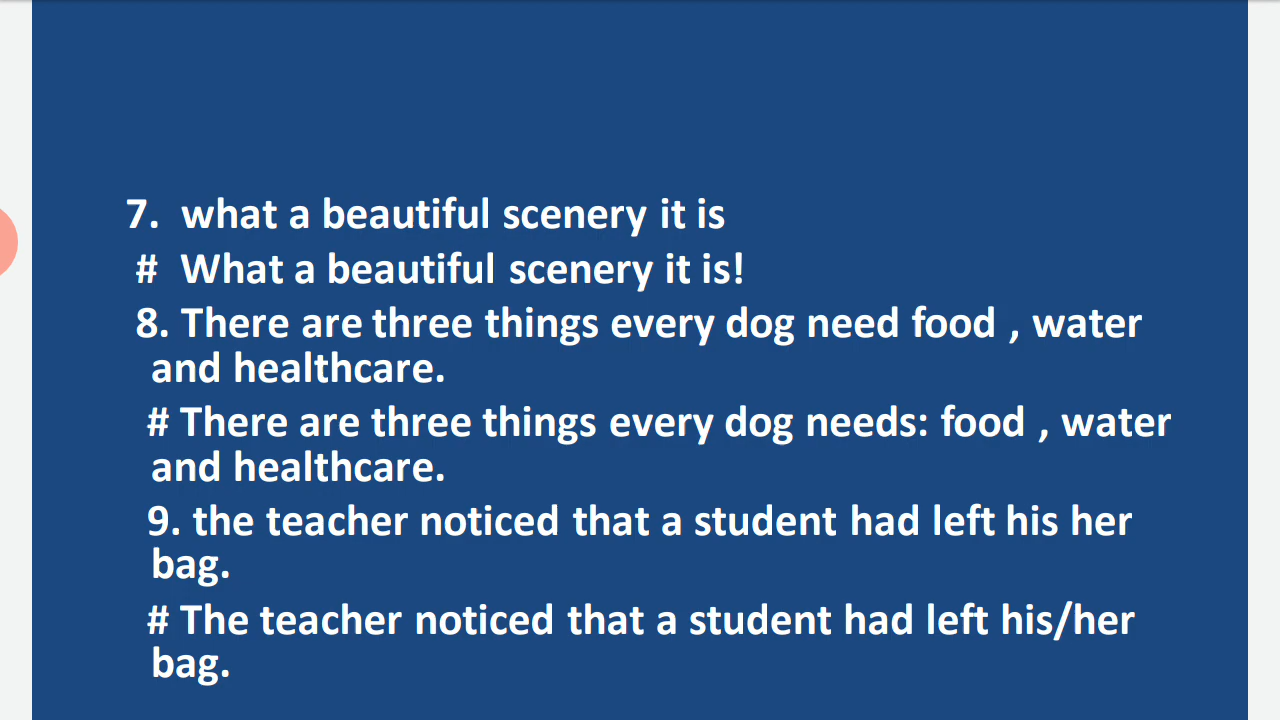 7. what a beautiful scenery it is
# What a beautiful scenery it is!
8. There are three things every dog need food , water
and healthcare.
# There are three things every dog needs: food , water
and healthcare.
9. the teacher noticed that a student had left his her
bag.
# The teacher noticed that a student had left his/her
bag.